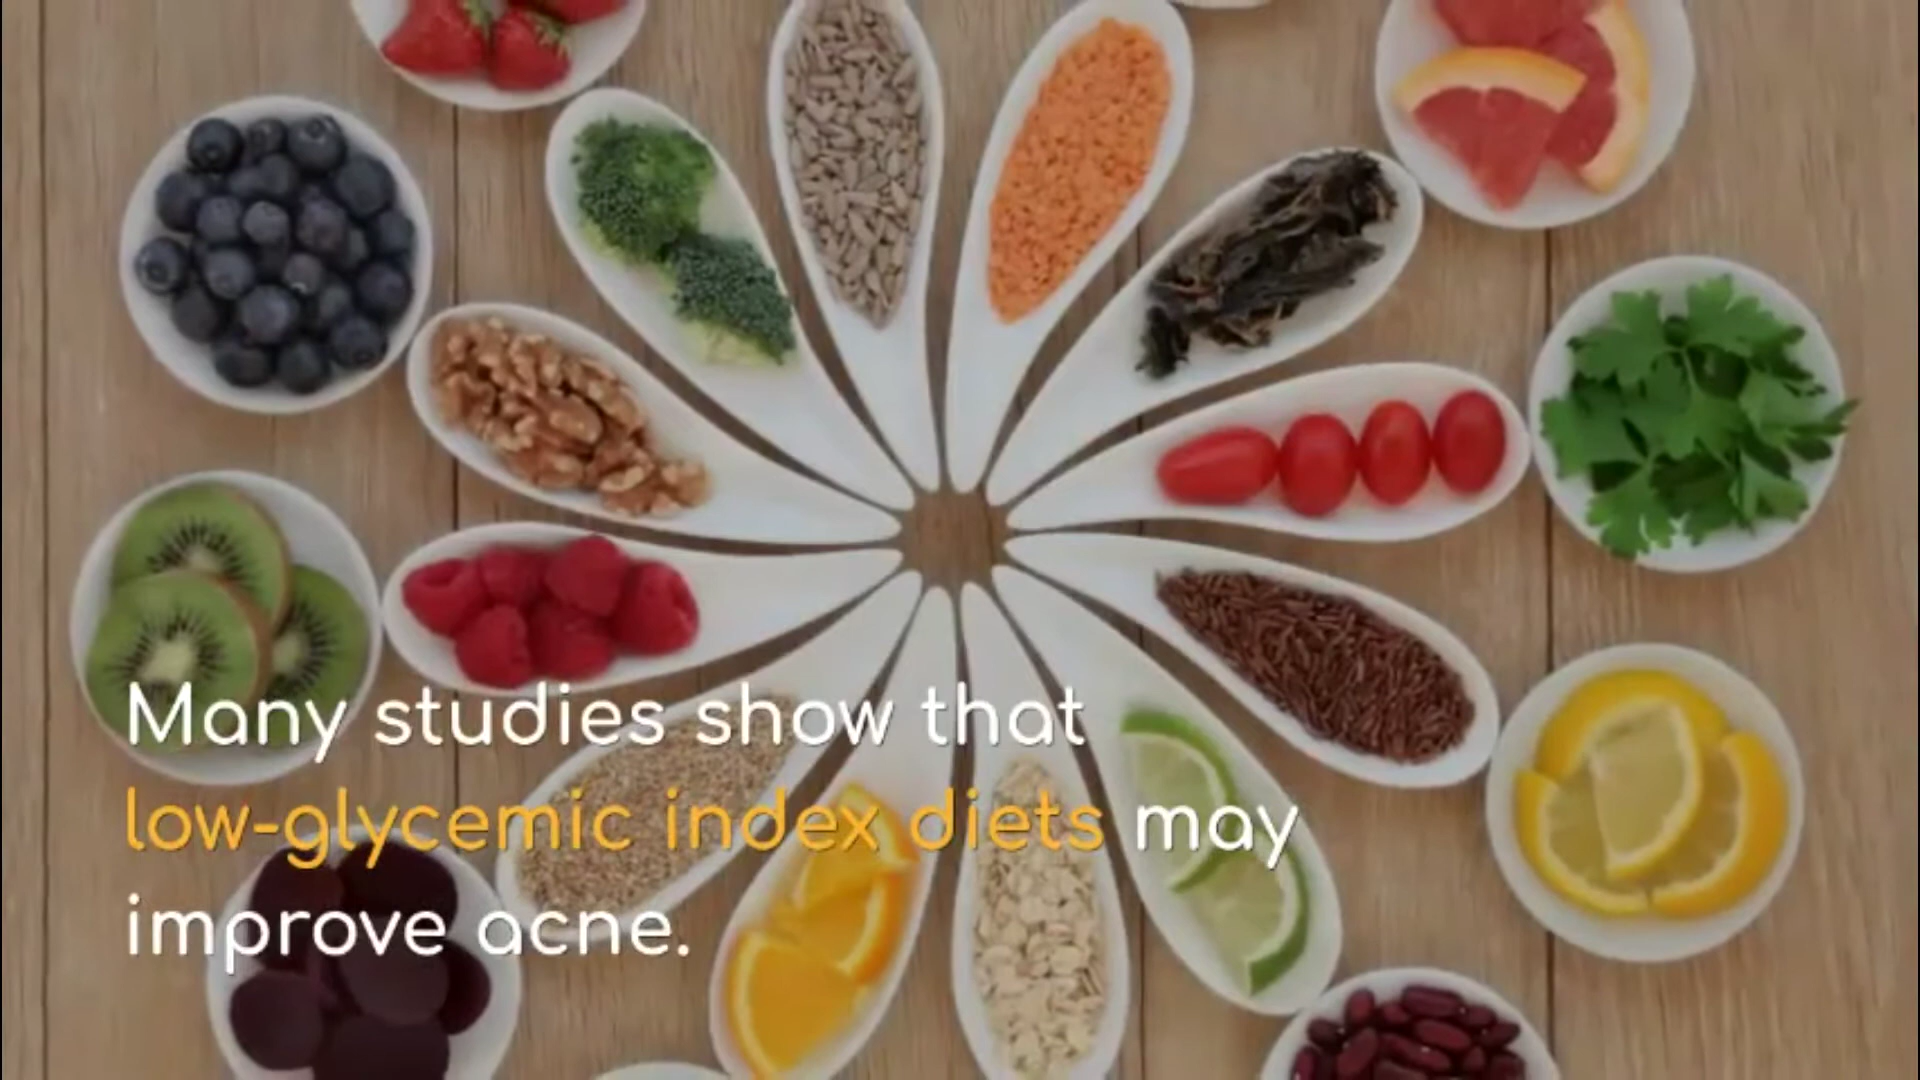 Many studies show that
low-glycemic index diets may
improve acne.